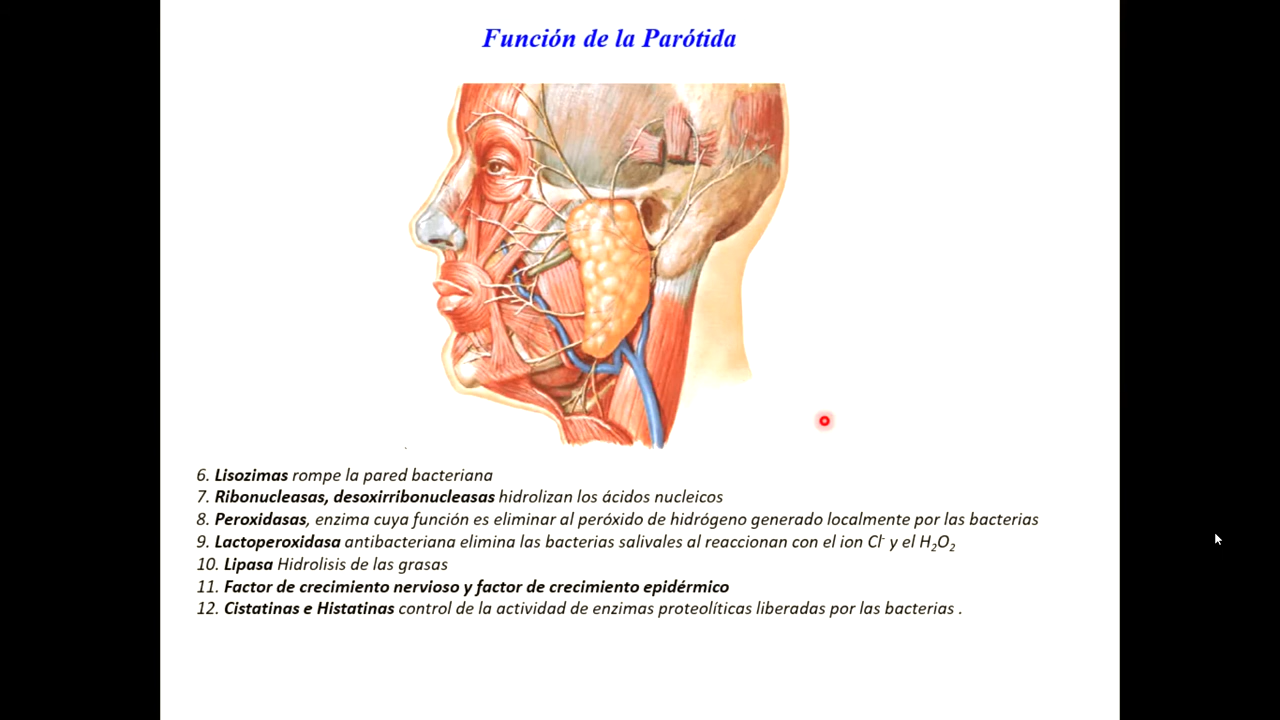 Función de la Parótida
6. Lisozimas rompe la pared bacteriana
7. Ribonucleasas, desoxirribonucleasas hidrolizan los ácidos nucleicos
8. Peroxidasas, enzima cuya función es eliminar al peróxido de hidrógeno generado localmente por las bacterias
9. Lactoperoxidasa antibacteriana elimina las bacterias salivales al reaccionan con el ion Cl⁻ y el H₂O₂
10. Lipasa Hidrolisis de las grasas
11. Factor de crecimiento nervioso y factor de crecimiento epidérmico
12. Cistatinas e Histatinas control de la actividad de enzimas proteolíticas liberadas por las bacterias .